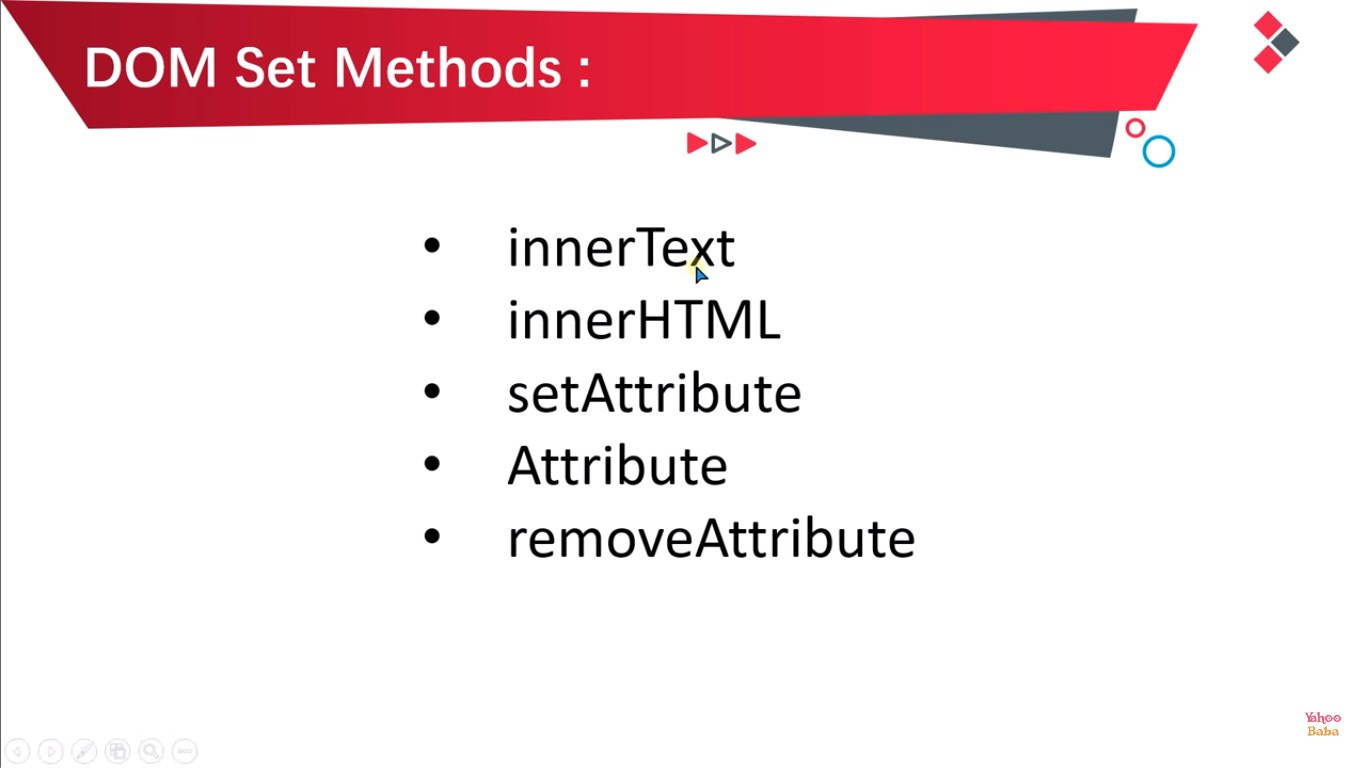 DOM Set Methods :
• innerText
• innerHTML
• setAttribute
• Attribute
• removeAttribute
Yahoo
Baba